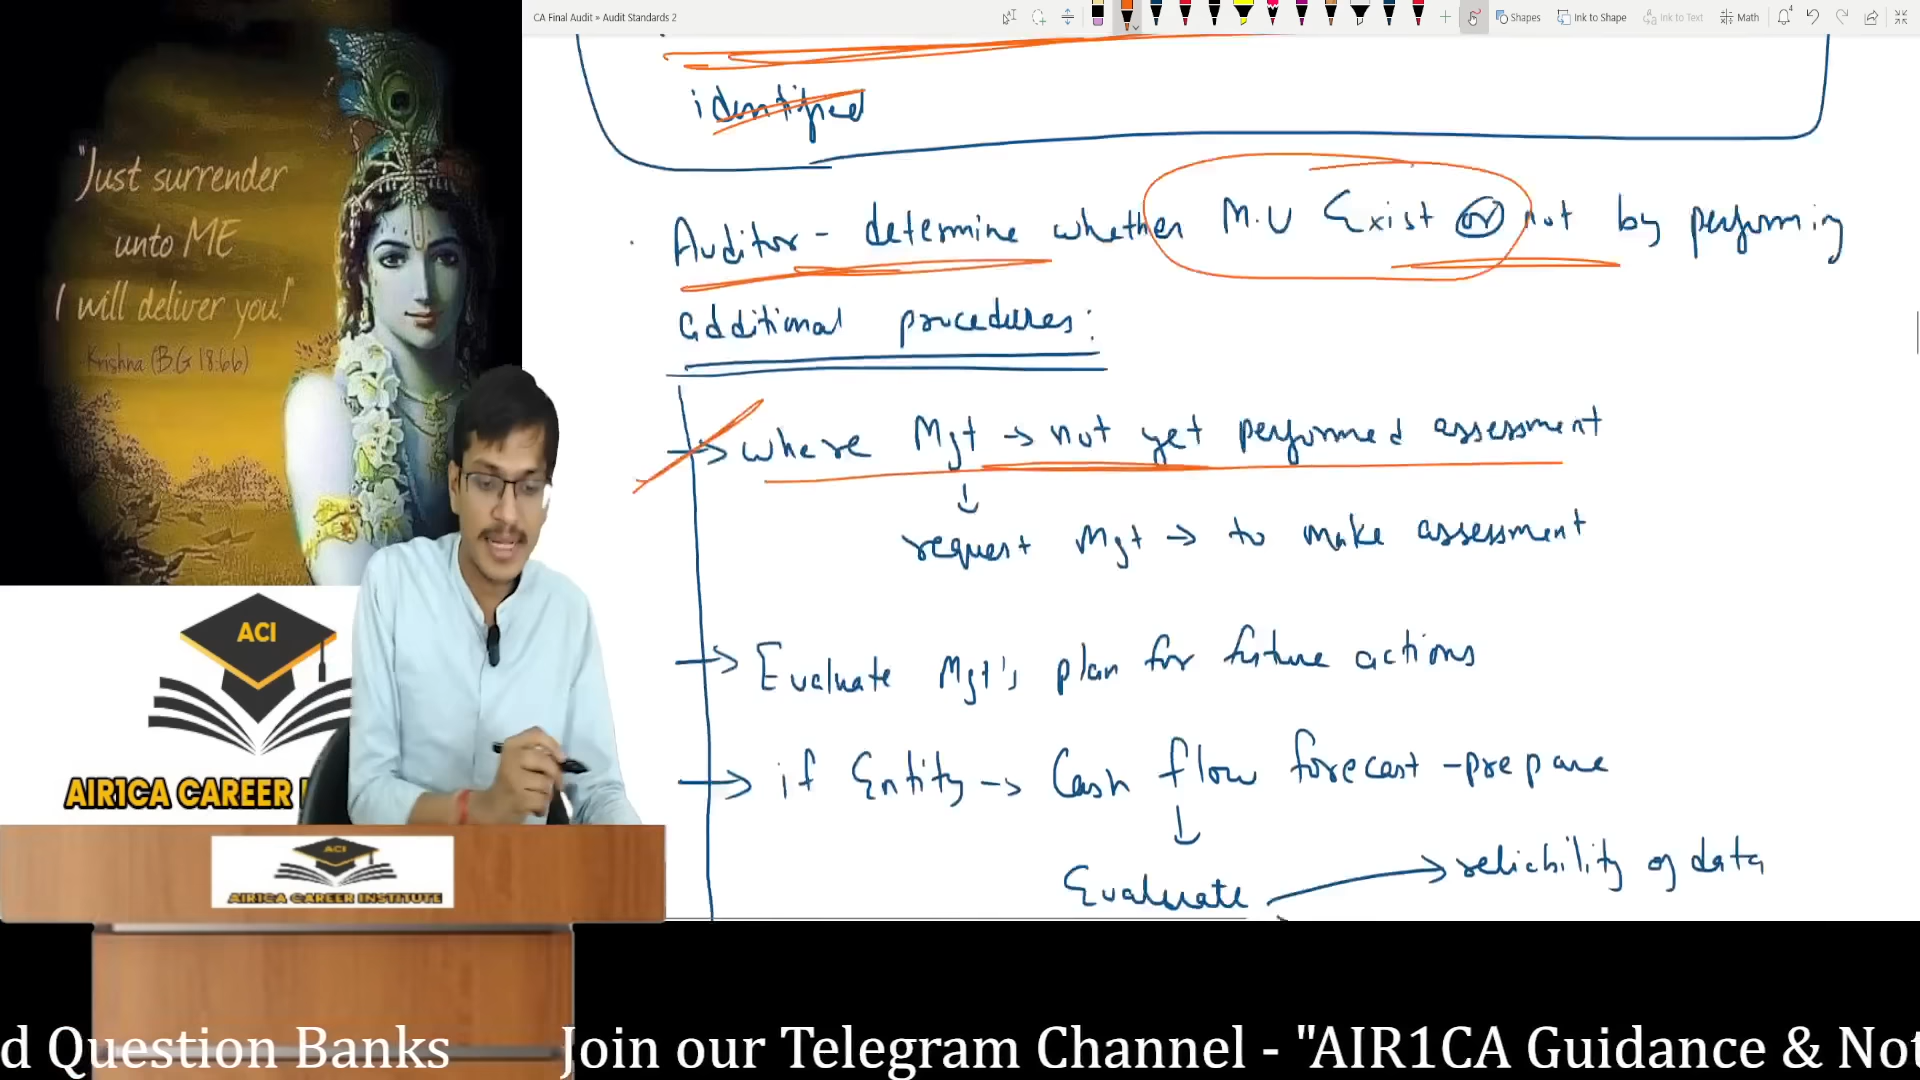 CA Final Audit » Audit Standards 2
Shapes
Ink to Shape
Ink to Text
Math
identified
"Just surrender
unto ME
I will deliver you!"
-Krishna (B.G 18:66)
Auditor - determine whether M.U Exist or not by performing
additional procedures:
→ where Mgt → not yet performed assessment
↓
request Mgt → to make assessment
→ Evaluate Mgt's plan for future actions
→ if Entity → Cash flow forecast - prepare
↓
Evaluate → reliability of data
ACI
AIR1CA CAREER
ACI
AIR1CA CAREER INSTITUTE
d Question Banks
Join our Telegram Channel - "AIR1CA Guidance & Not